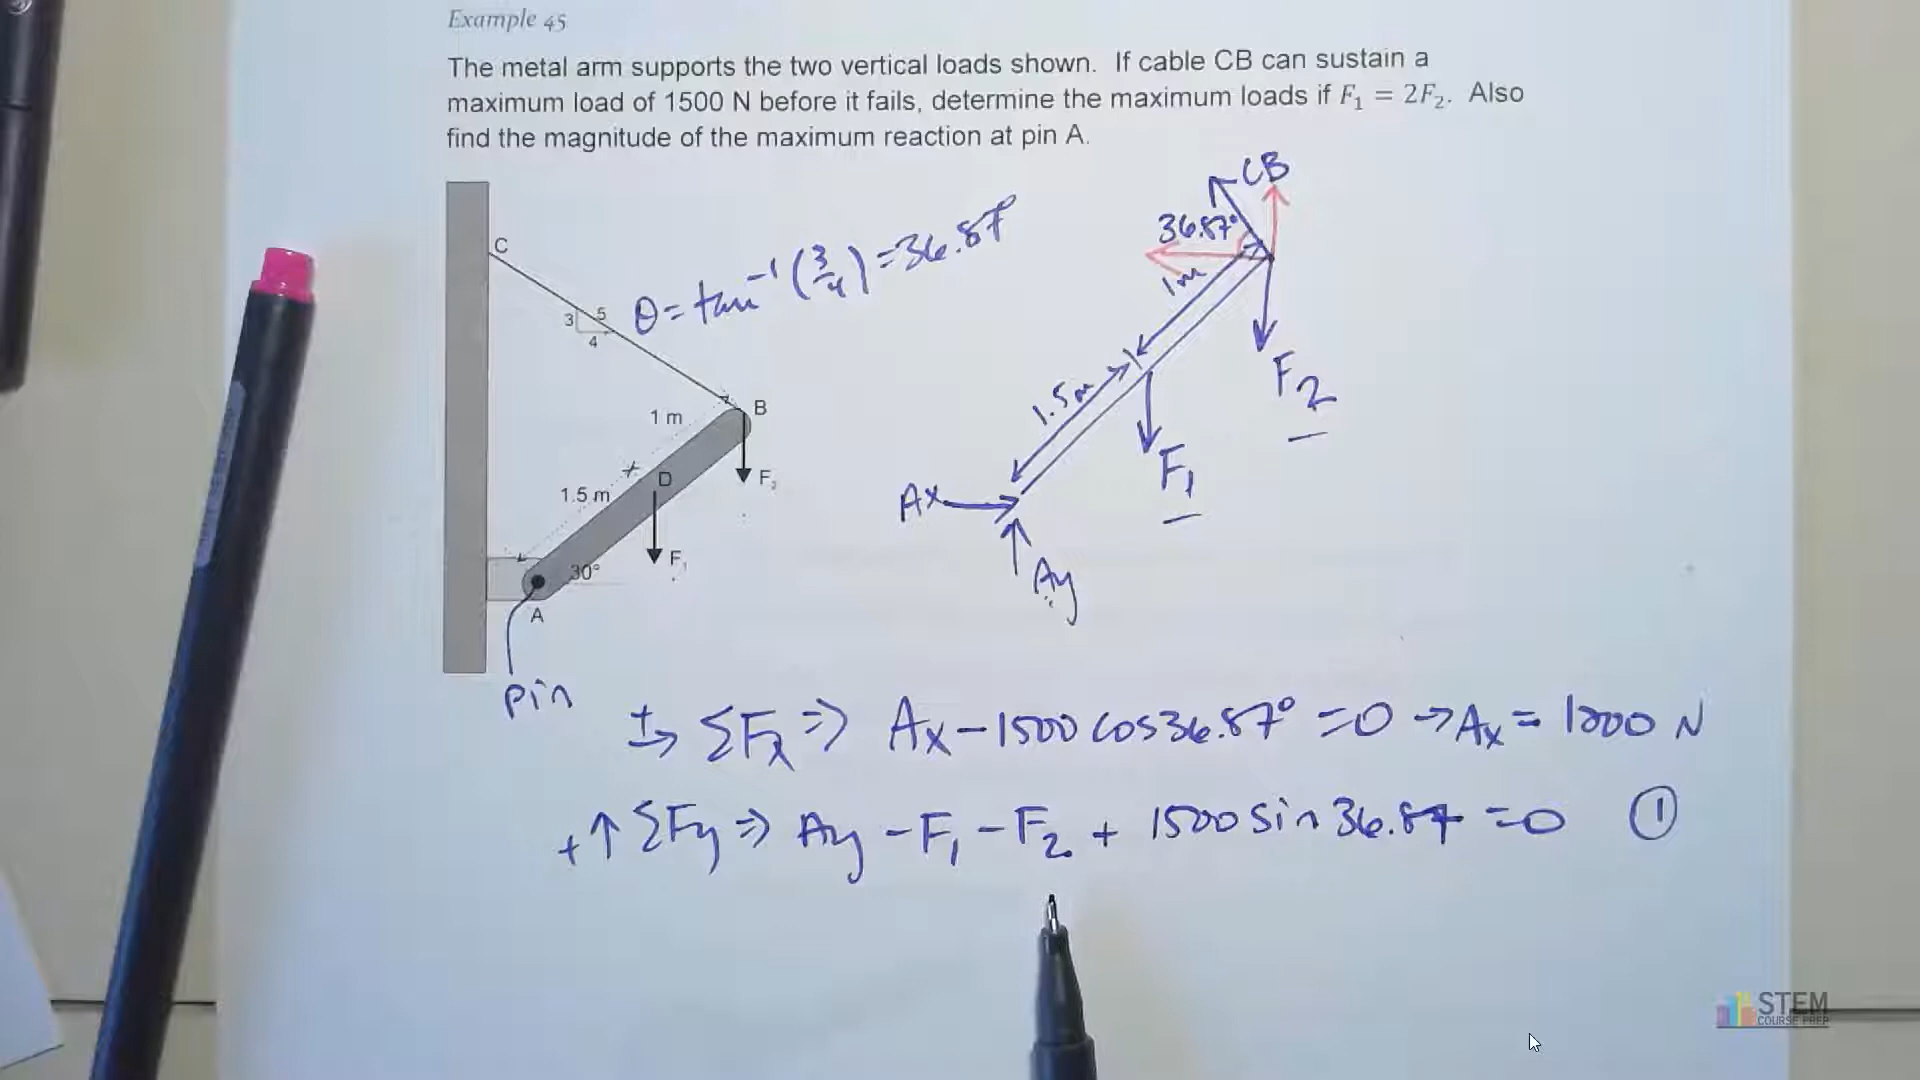 Example 45
The metal arm supports the two vertical loads shown. If cable CB can sustain a
maximum load of 1500 N before it fails, determine the maximum loads if F₁ = 2F₂. Also
find the magnitude of the maximum reaction at pin A.
C
3
5
4
θ = tan⁻¹(3/4) = 36.87°
B
1 m
D
1.5 m
F₂
F₁
30°
A
pin
CB
36.87°
1m
1.5m
F₂
F₁
Ax
Ay
+→ ΣFx ⇒ Ax – 1500 cos 36.87° = 0 → Ax = 1200 N
+↑ ΣFy ⇒ Ay – F₁ – F₂ + 1500 sin 36.87 = 0 ①
STEM
COURSE PREP